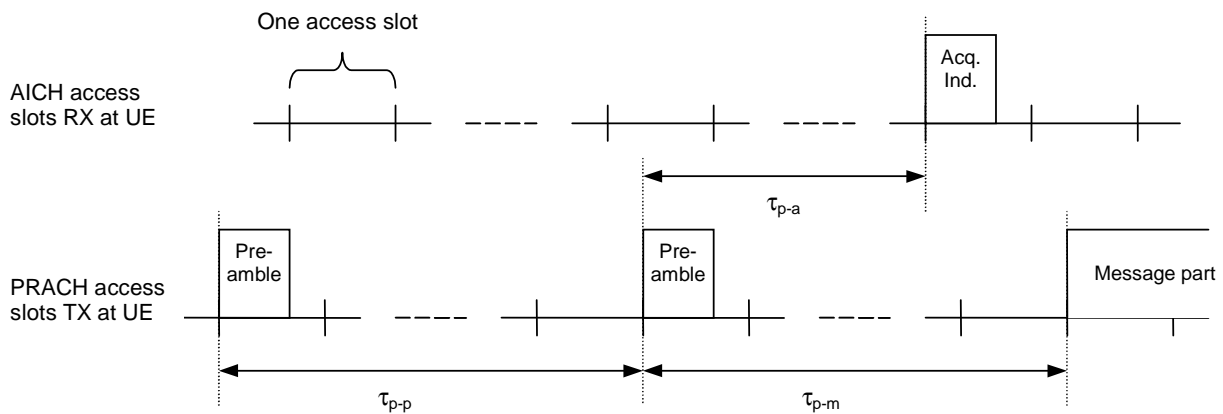 One access slot
Acq.
Ind.
AICH access
slots RX at UE
τp-a
Pre-
amble
Pre-
amble
Message part
PRACH access
slots TX at UE
τp-p
τp-m